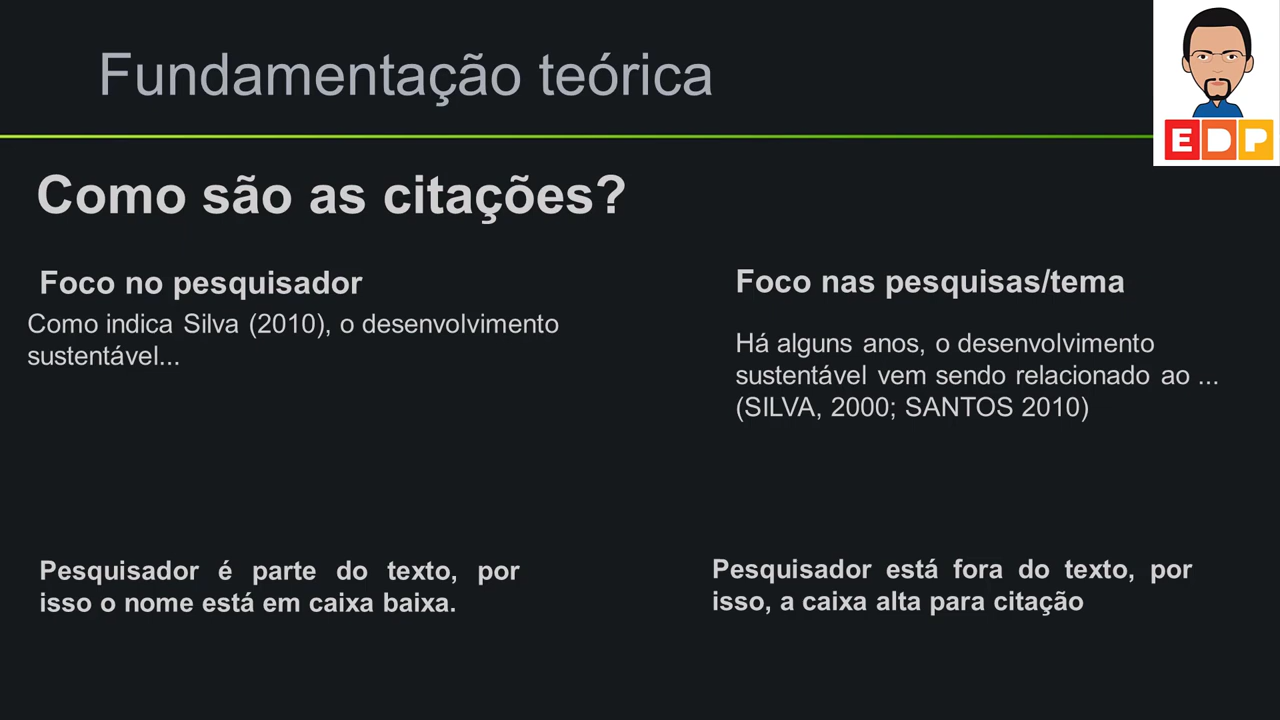 Fundamentação teórica
EDP
Como são as citações?
Foco no pesquisador
Como indica Silva (2010), o desenvolvimento
sustentável...
Foco nas pesquisas/tema
Há alguns anos, o desenvolvimento
sustentável vem sendo relacionado ao ...
(SILVA, 2000; SANTOS 2010)
Pesquisador é parte do texto, por
isso o nome está em caixa baixa.
Pesquisador está fora do texto, por
isso, a caixa alta para citação